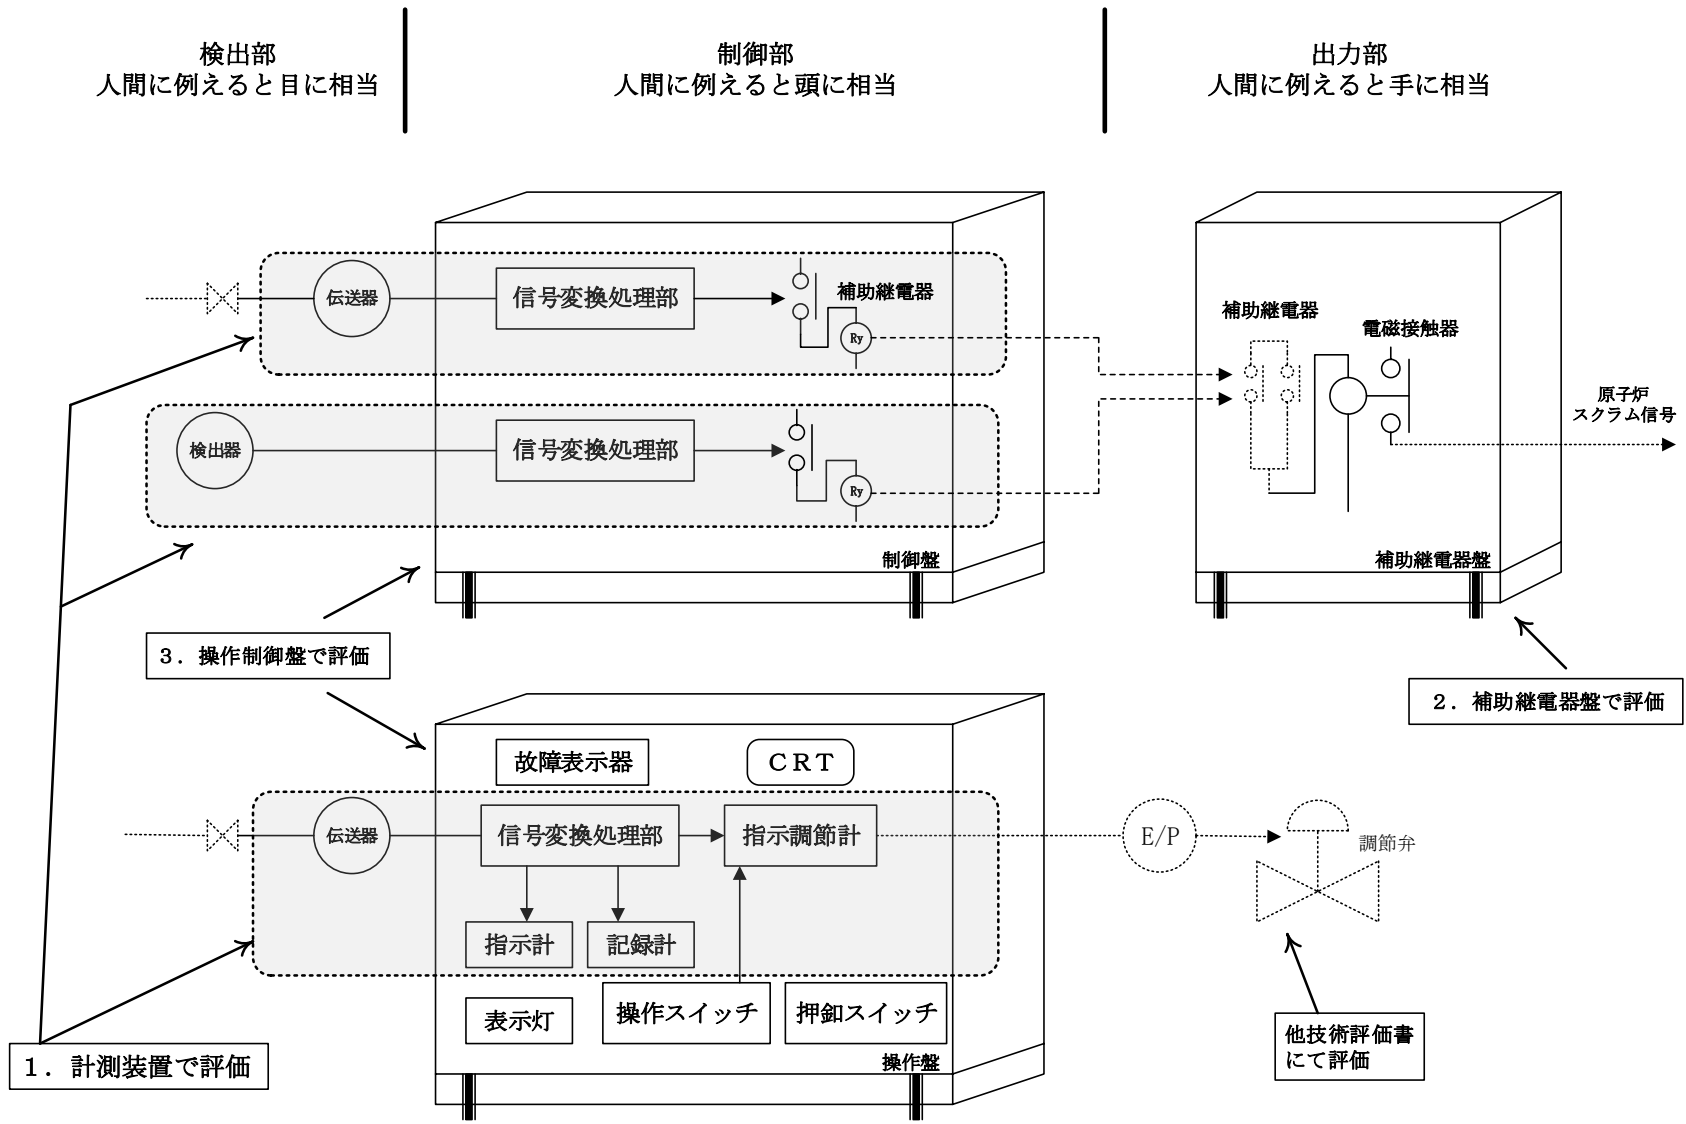 検出部
人間に例えると目に相当
制御部
人間に例えると頭に相当
出力部
人間に例えると手に相当
伝送器
信号変換処理部
補助継電器
Ry
検出器
信号変換処理部
Ry
制御盤
補助継電器
電磁接触器
原子炉
スクラム信号
補助継電器盤
3．操作制御盤で評価
2．補助継電器盤で評価
故障表示器
ＣＲＴ
伝送器
信号変換処理部
指示調節計
E/P
調節弁
指示計
記録計
表示灯
操作スイッチ
押釦スイッチ
操作盤
1．計測装置で評価
他技術評価書
にて評価